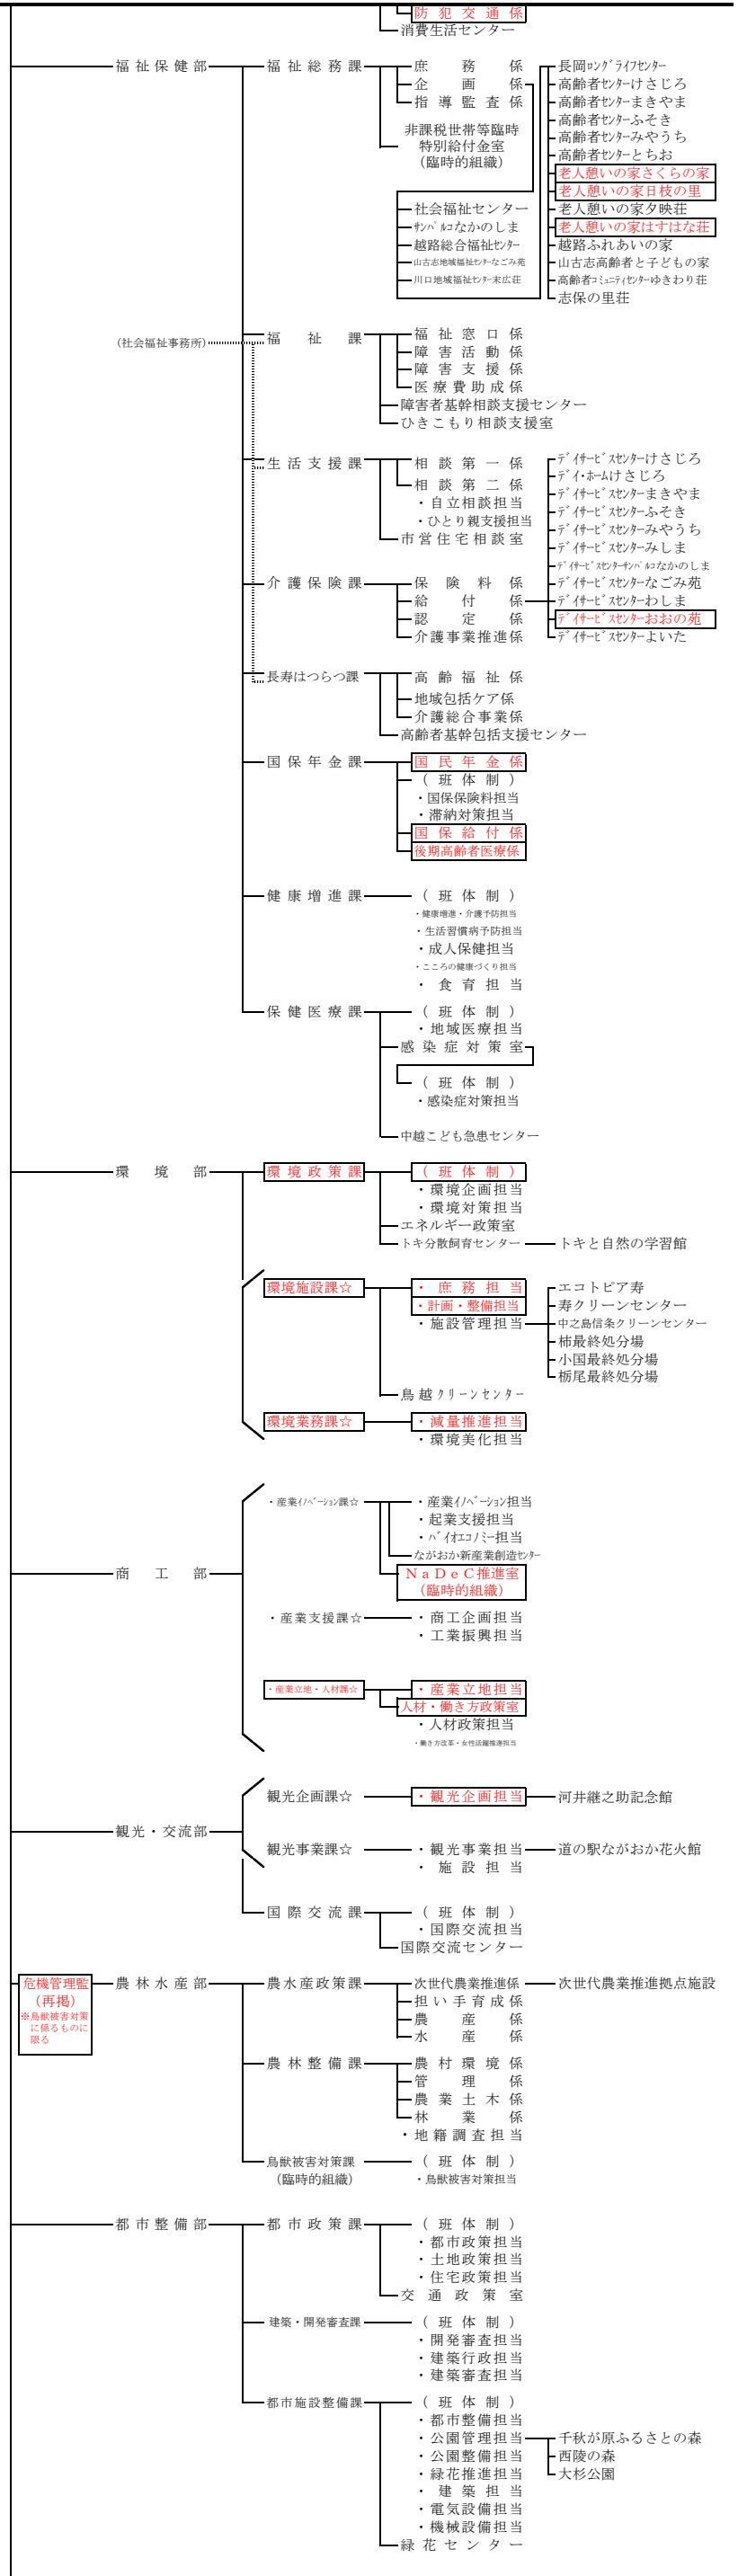 防犯交通係
消費生活センター
福祉保健部
福祉総務課
庶務係
企画係
指導監査係
非課税世帯等臨時
特別給付金室
(臨時的組織)
社会福祉センター
ｻﾝﾊﾟﾙｺなかのしま
越路総合福祉ｾﾝﾀｰ
山古志地域福祉ｾﾝﾀｰなごみ苑
川口地域福祉ｾﾝﾀｰ末広荘
長岡ﾛﾝｸﾞﾗｲﾌｾﾝﾀｰ
高齢者ｾﾝﾀｰけさじろ
高齢者ｾﾝﾀｰまきやま
高齢者ｾﾝﾀｰふそき
高齢者ｾﾝﾀｰみやうち
高齢者ｾﾝﾀｰとちお
老人憩いの家さくらの家
老人憩いの家日枝の里
老人憩いの家夕映荘
老人憩いの家はすはな荘
越路ふれあいの家
山古志高齢者と子どもの家
高齢者ｺﾐｭﾆﾃｨｾﾝﾀｰゆきわり荘
志保の里荘
(社会福祉事務所)
福祉課
福祉窓口係
障害活動係
障害支援係
医療費助成係
障害者基幹相談支援センター
ひきこもり相談支援室
生活支援課
相談第一係
相談第二係
・自立相談担当
・ひとり親支援担当
市営住宅相談室
介護保険課
保険料係
給付係
認定係
介護事業推進係
ﾃﾞｲｻｰﾋﾞｽｾﾝﾀｰけさじろ
ﾃﾞｲ･ﾎｰﾑけさじろ
ﾃﾞｲｻｰﾋﾞｽｾﾝﾀｰまきやま
ﾃﾞｲｻｰﾋﾞｽｾﾝﾀｰふそき
ﾃﾞｲｻｰﾋﾞｽｾﾝﾀｰみやうち
ﾃﾞｲｻｰﾋﾞｽｾﾝﾀｰみしま
ﾃﾞｲｻｰﾋﾞｽｾﾝﾀｰｻﾝﾊﾟﾙｺなかのしま
ﾃﾞｲｻｰﾋﾞｽｾﾝﾀｰなごみ苑
ﾃﾞｲｻｰﾋﾞｽｾﾝﾀｰわしま
ﾃﾞｲｻｰﾋﾞｽｾﾝﾀｰおおの苑
ﾃﾞｲｻｰﾋﾞｽｾﾝﾀｰよいた
長寿はつらつ課
高齢福祉係
地域包括ケア係
介護総合事業係
高齢者基幹包括支援センター
国保年金課
国民年金係
(班体制)
・国保保険料担当
・滞納対策担当
国保給付係
後期高齢者医療係
健康増進課
(班体制)
・健康増進・介護予防担当
・生活習慣病予防担当
・成人保健担当
・こころの健康づくり担当
・食育担当
保健医療課
(班体制)
・地域医療担当
感染症対策室
(班体制)
・感染症対策担当
中越こども急患センター
環境部
環境政策課
(班体制)
・環境企画担当
・環境対策担当
エネルギー政策室
トキ分散飼育センター
トキと自然の学習館
環境施設課☆
・庶務担当
・計画・整備担当
・施設管理担当
鳥越クリーンセンター
エコトピア寿
寿クリーンセンター
中之島信条クリーンセンター
柿最終処分場
小国最終処分場
栃尾最終処分場
環境業務課☆
・減量推進担当
・環境美化担当
商工部
・産業ｲﾉﾍﾞｰｼｮﾝ課☆
・産業ｲﾉﾍﾞｰｼｮﾝ担当
・起業支援担当
・ﾊﾞｲｵｴｺﾉﾐｰ担当
ながおか新産業創造ｾﾝﾀｰ
ＮａＤｅＣ推進室
(臨時的組織)
・産業支援課☆
・商工企画担当
・工業振興担当
・産業立地・人材課☆
・産業立地担当
人材・働き方政策室
・人材政策担当
・働き方改革・女性活躍推進担当
観光・交流部
観光企画課☆
・観光企画担当
河井継之助記念館
観光事業課☆
・観光事業担当
・施設担当
道の駅ながおか花火館
国際交流課
(班体制)
・国際交流担当
国際交流センター
危機管理監
(再掲)
※鳥獣被害対策
に係るものに
限る
農林水産部
農水産政策課
次世代農業推進係
担い手育成係
農産係
水産係
次世代農業推進拠点施設
農林整備課
農村環境係
管理係
農業土木係
林業係
・地籍調査担当
鳥獣被害対策課
(臨時的組織)
(班体制)
・鳥獣被害対策担当
都市整備部
都市政策課
(班体制)
・都市政策担当
・土地政策担当
・住宅政策担当
交通政策室
建築・開発審査課
(班体制)
・開発審査担当
・建築行政担当
・建築審査担当
都市施設整備課
(班体制)
・都市整備担当
・公園管理担当
・公園整備担当
・緑花推進担当
・建築担当
・電気設備担当
・機械設備担当
緑花センター
千秋が原ふるさとの森
西陵の森
大杉公園